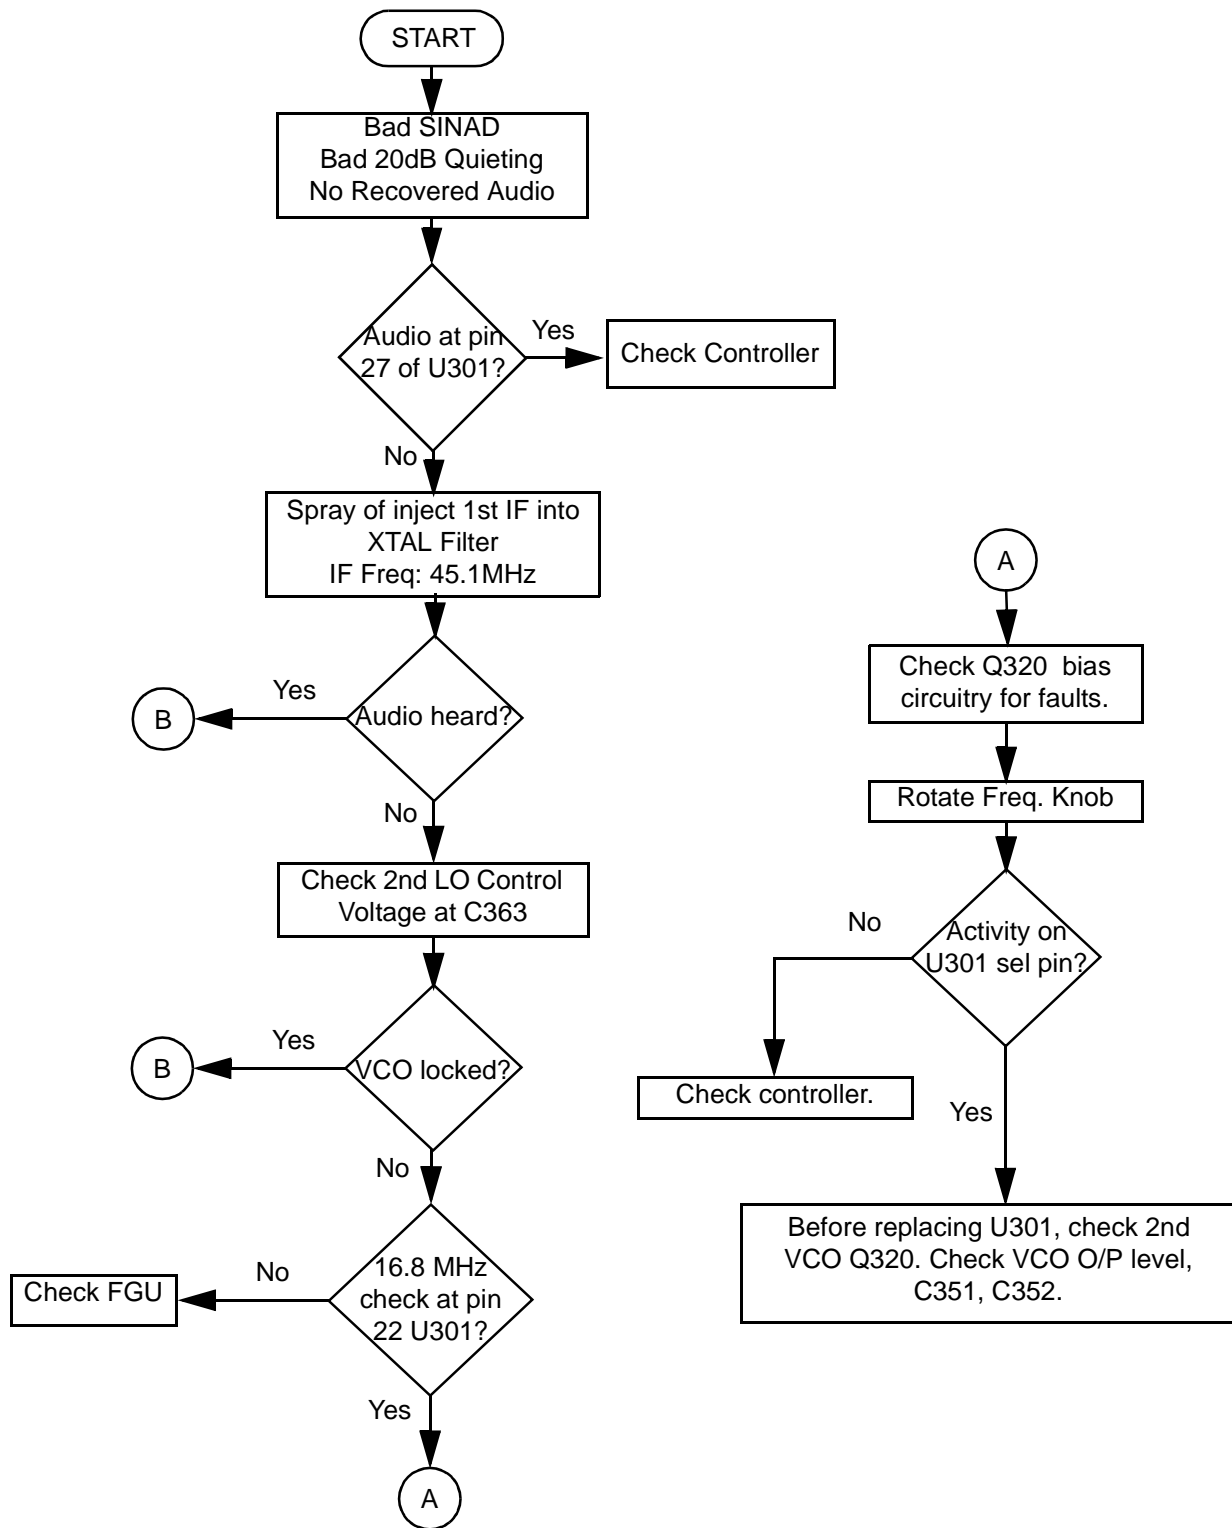 START
Bad SINAD
Bad 20dB Quieting
No Recovered Audio
Audio at pin
27 of U301?
Yes
Check Controller
No
Spray of inject 1st IF into
XTAL Filter
IF Freq: 45.1MHz
Audio heard?
Yes
B
No
Check 2nd LO Control
Voltage at C363
VCO locked?
Yes
B
No
16.8 MHz
check at pin
22 U301?
No
Check FGU
Yes
A
A
Check Q320 bias
circuitry for faults.
Rotate Freq. Knob
Activity on
U301 sel pin?
No
Check controller.
Yes
Before replacing U301, check 2nd
VCO Q320. Check VCO O/P level,
C351, C352.